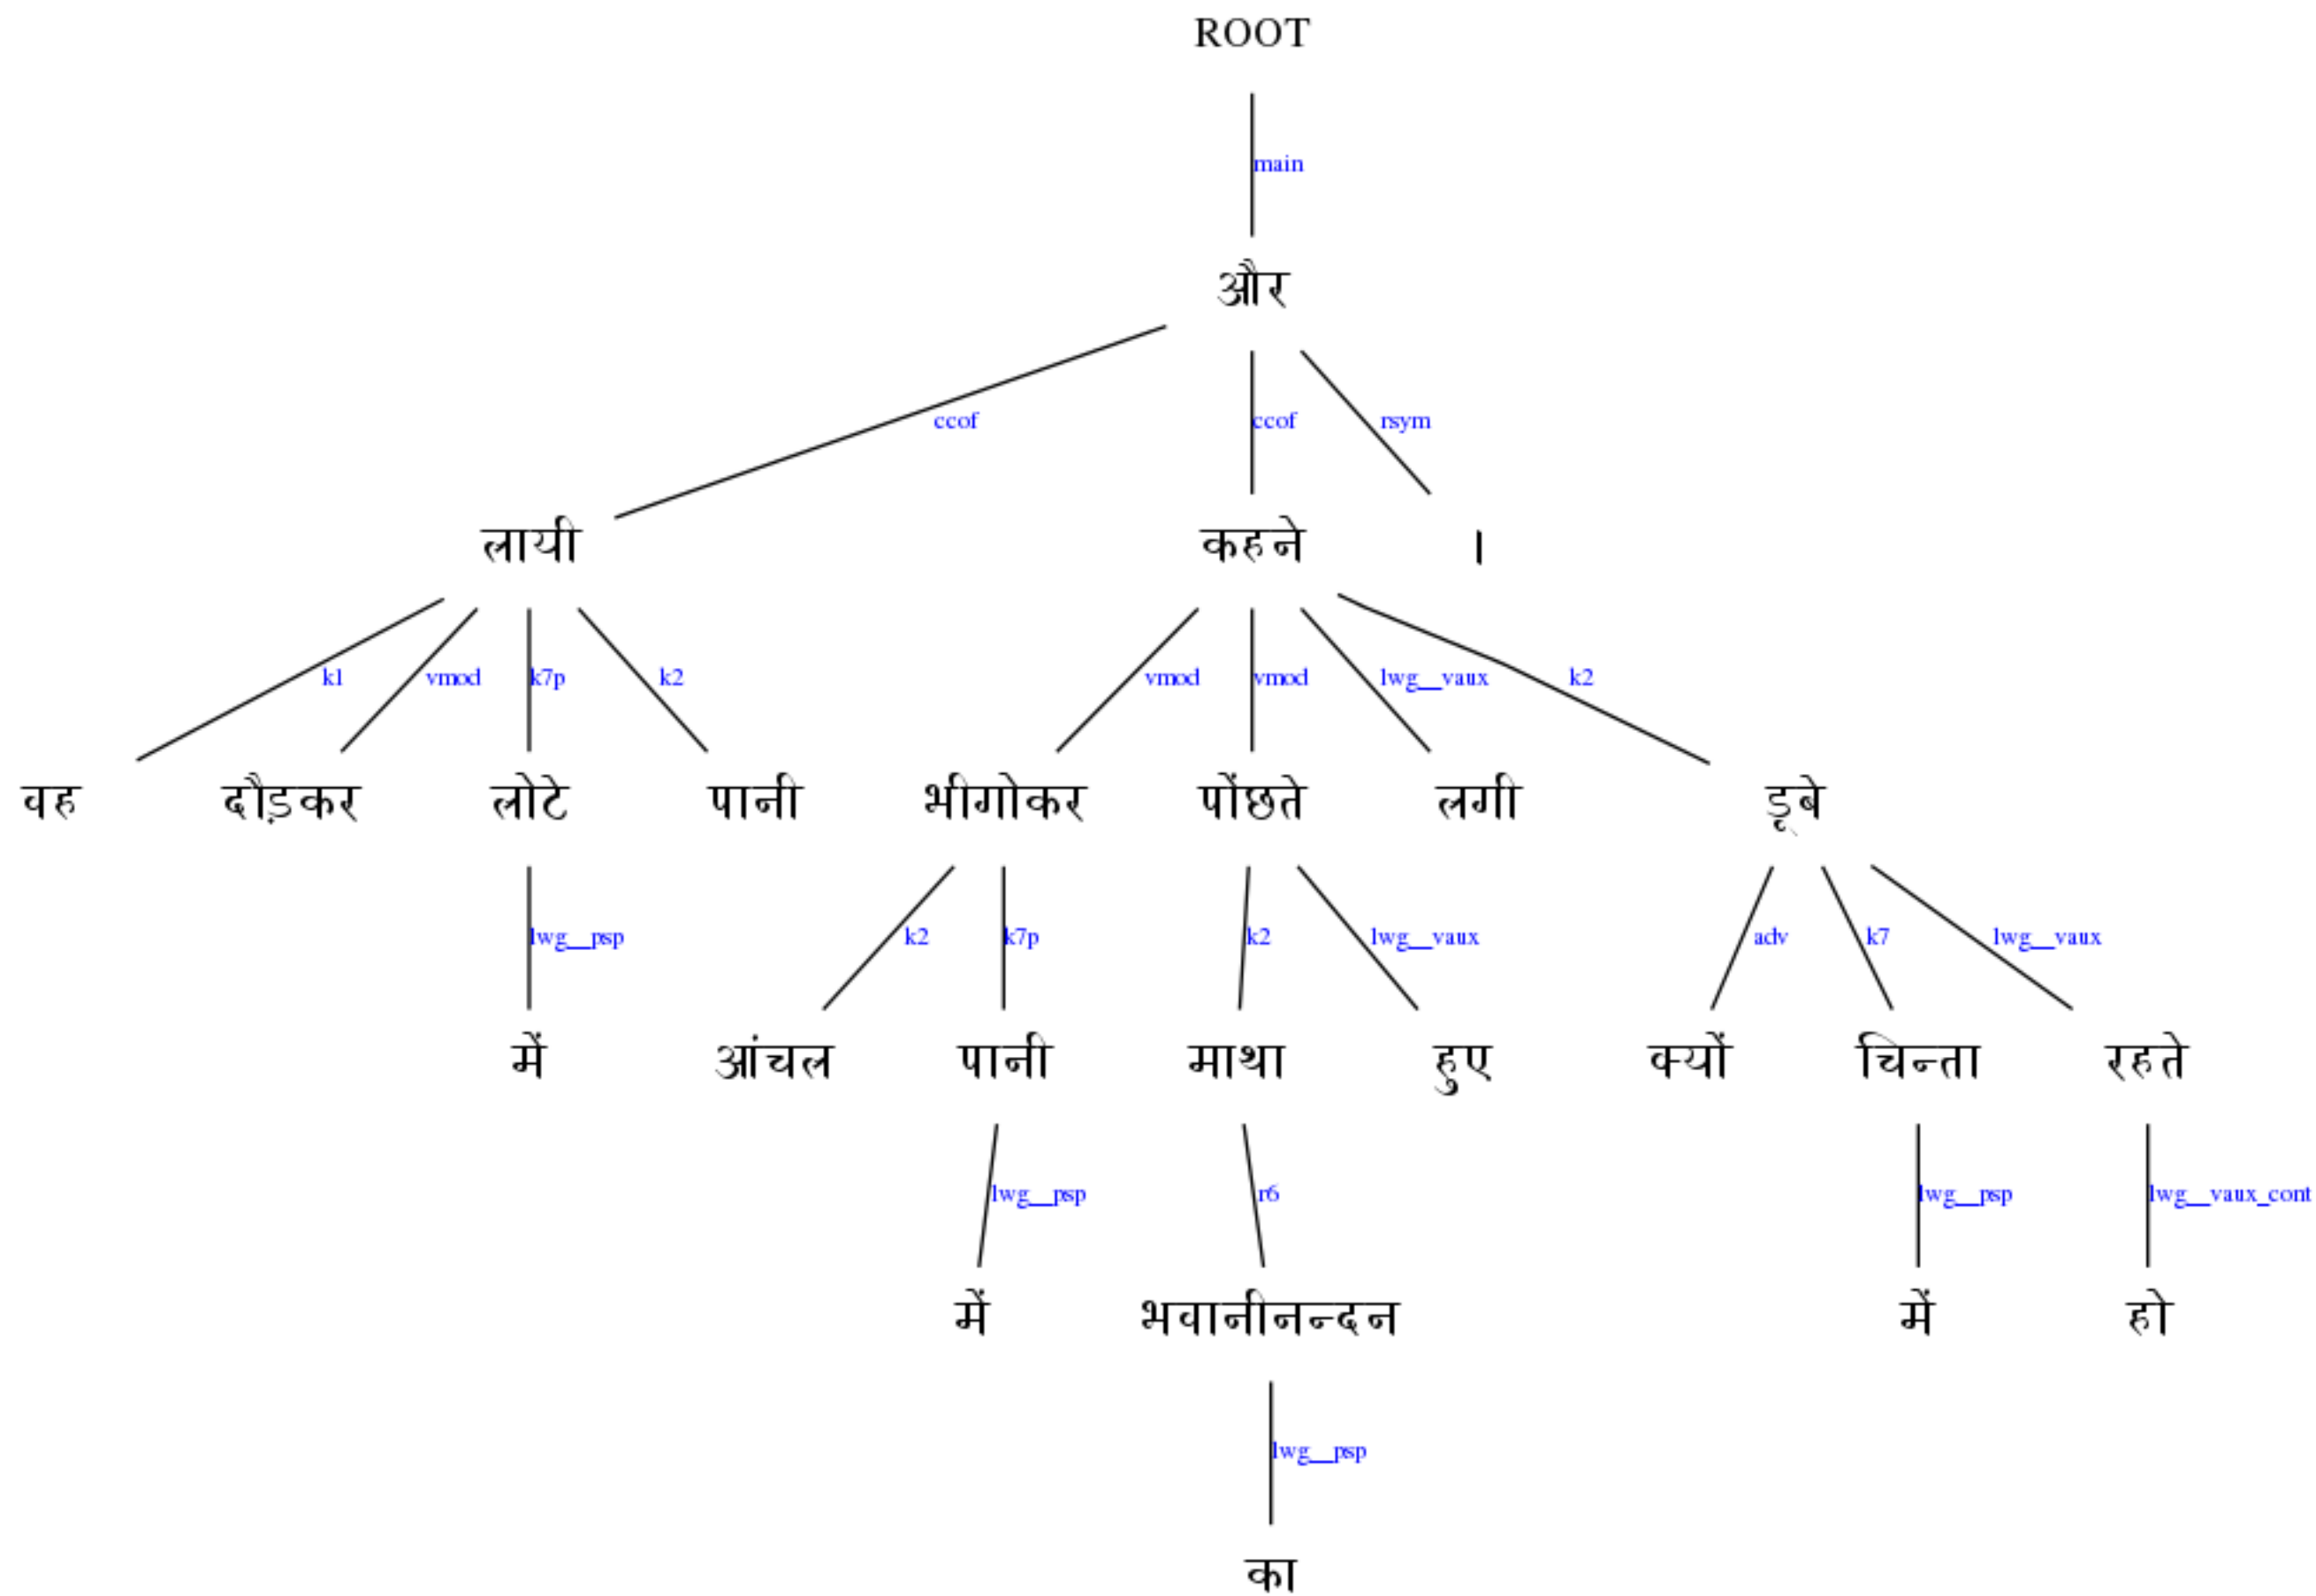 ROOT
main
और
ccof ccof rsym
लायी कहने ।
k1 vmod k7p k2 vmod vmod lwg__vaux k2
वह दौड़कर लोटे पानी भीगोकर पोंछते लगी डूबे
lwg__psp k2 k7p k2 lwg__vaux adv k7 lwg__vaux
में आंचल पानी माथा हुए क्यों चिन्ता रहते
lwg__psp r6 lwg__psp lwg__vaux_cont
में भवानीनन्दन में हो
lwg__psp
का